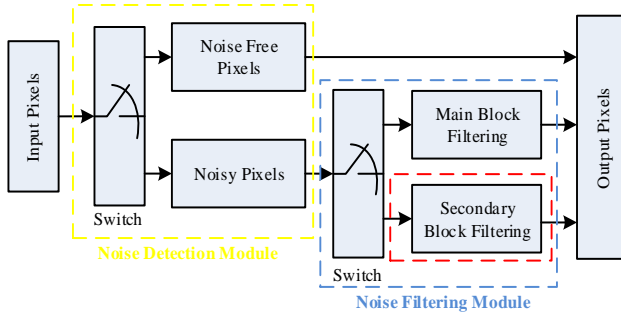 Input Pixels
Switch
Noise Free
Pixels
Noisy Pixels
Noise Detection Module
Switch
Main Block
Filtering
Secondary
Block Filtering
Noise Filtering Module
Output Pixels